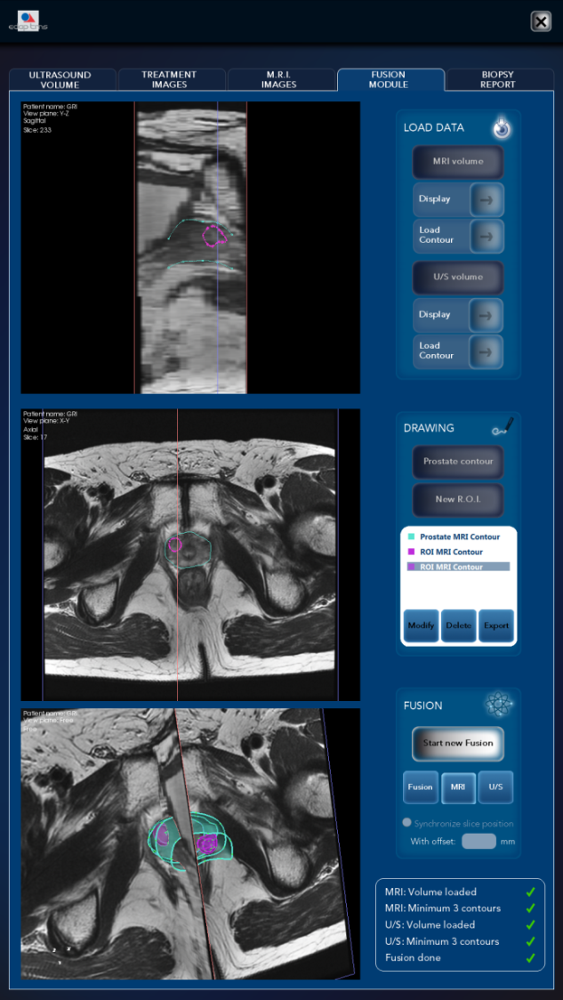 edap tms
ULTRASOUND
VOLUME
TREATMENT
IMAGES
M.R.I.
IMAGES
FUSION
MODULE
BIOPSY
REPORT
Patient name: GRI
View plane: Y-Z
Sagittal
Slice: 233
LOAD DATA
MRI volume
Display
Load
Contour
U/S volume
Display
Load
Contour
Patient name: GRI
View plane: X-Y
Axial
Slice: 17
DRAWING
Prostate contour
New R.O.I.
Prostate MRI Contour
ROI MRI Contour
ROI MRI Contour
Modify Delete Export
Patient name: GRI
View plane: Free
Free
FUSION
Start new Fusion
Fusion MRI U/S
Synchronize slice position
With offset: mm
MRI: Volume loaded
MRI: Minimum 3 contours
U/S: Volume loaded
U/S: Minimum 3 contours
Fusion done